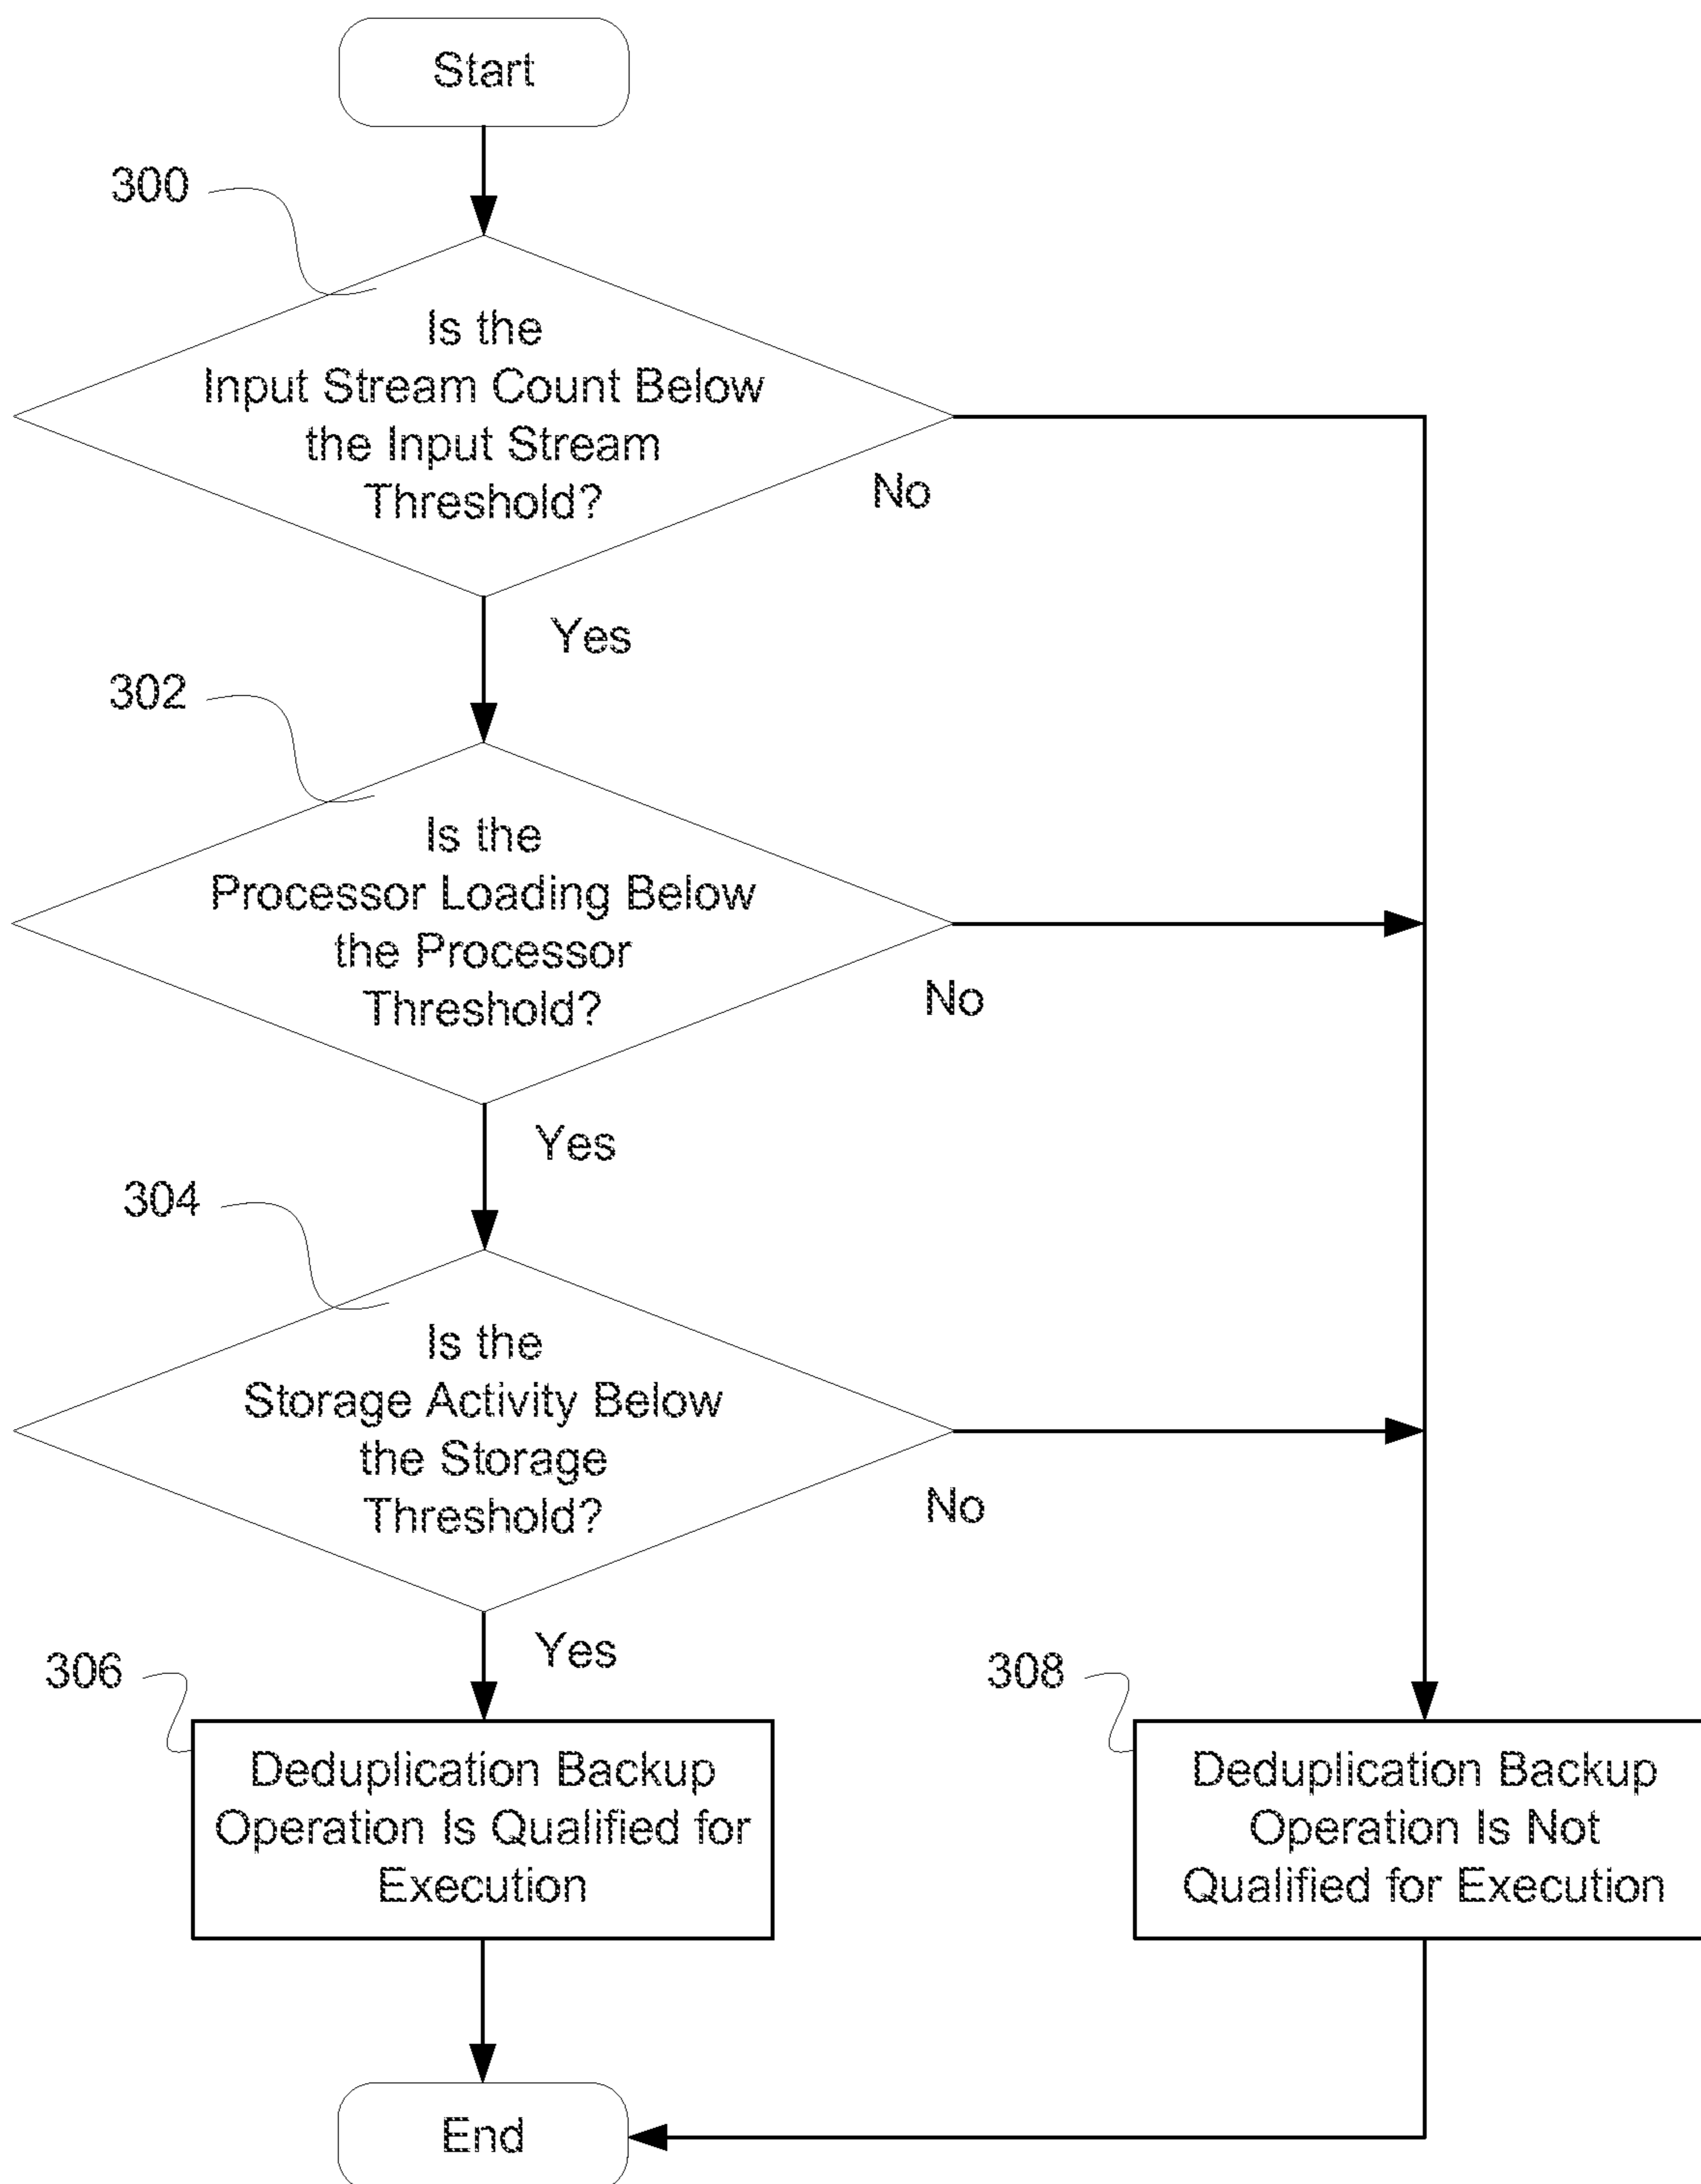 Start
300
Is the
Input Stream Count Below
the Input Stream
Threshold?
No
Yes
302
Is the
Processor Loading Below
the Processor
Threshold?
No
Yes
304
Is the
Storage Activity Below
the Storage
Threshold?
No
Yes
306
Deduplication Backup
Operation Is Qualified for
Execution
308
Deduplication Backup
Operation Is Not
Qualified for Execution
End